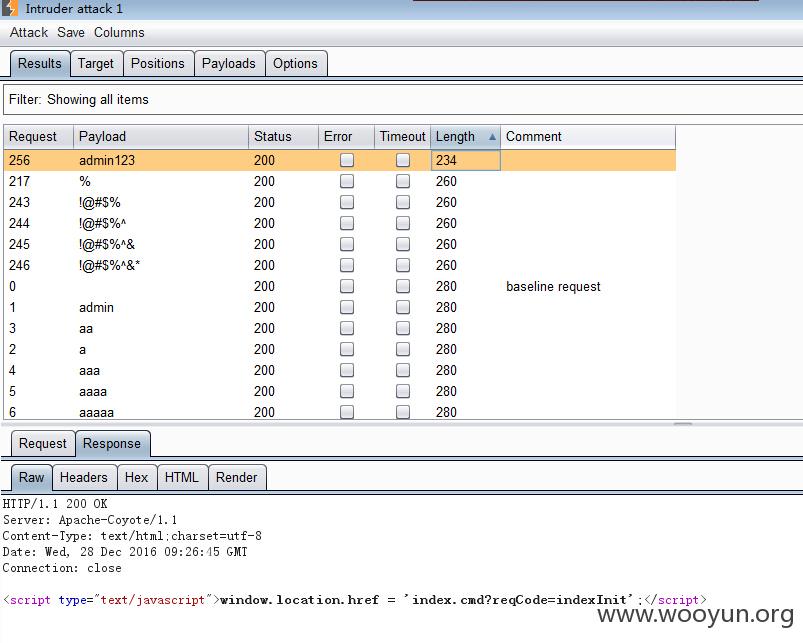 Intruder attack 1
Attack Save Columns
Results Target Positions Payloads Options
Filter: Showing all items
Request Payload Status Error Timeout Length Comment
256 admin123 200 234
217 % 200 260
243 !@#$% 200 260
244 !@#$%^ 200 260
245 !@#$%^& 200 260
246 !@#$%^&* 200 260
0 200 280 baseline request
1 admin 200 280
3 aa 200 280
2 a 200 280
4 aaa 200 280
5 aaaa 200 280
6 aaaaa 200 280
Request Response
Raw Headers Hex HTML Render
HTTP/1.1 200 OK
Server: Apache-Coyote/1.1
Content-Type: text/html;charset=utf-8
Date: Wed, 28 Dec 2016 09:26:45 GMT
Connection: close
<script type="text/javascript">window.location.href = 'index.cmd?reqCode=indexInit';</script>
www.wooyun.org